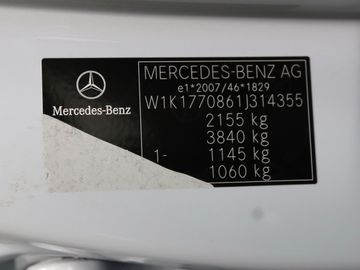 Mercedes-Benz
MERCEDES-BENZ AG
e1*2007/46*1829
W1K1770861J314355
2155 kg
3840 kg
1- 1145 kg
1060 kg